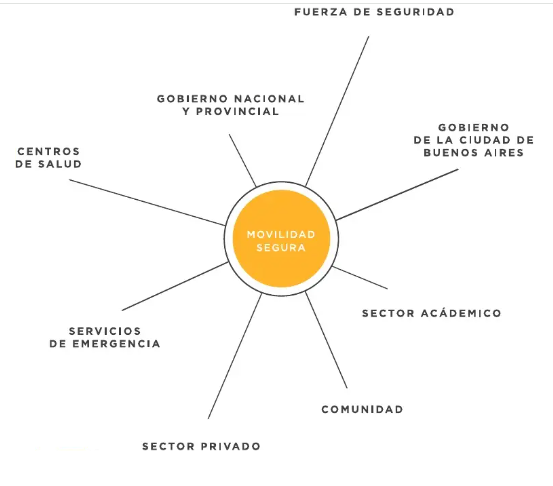 FUERZA DE SEGURIDAD
GOBIERNO NACIONAL
Y PROVINCIAL
GOBIERNO
DE LA CIUDAD DE
BUENOS AIRES
CENTROS
DE SALUD
MOVILIDAD
SEGURA
SECTOR ACÁDEMICO
SERVICIOS
DE EMERGENCIA
COMUNIDAD
SECTOR PRIVADO